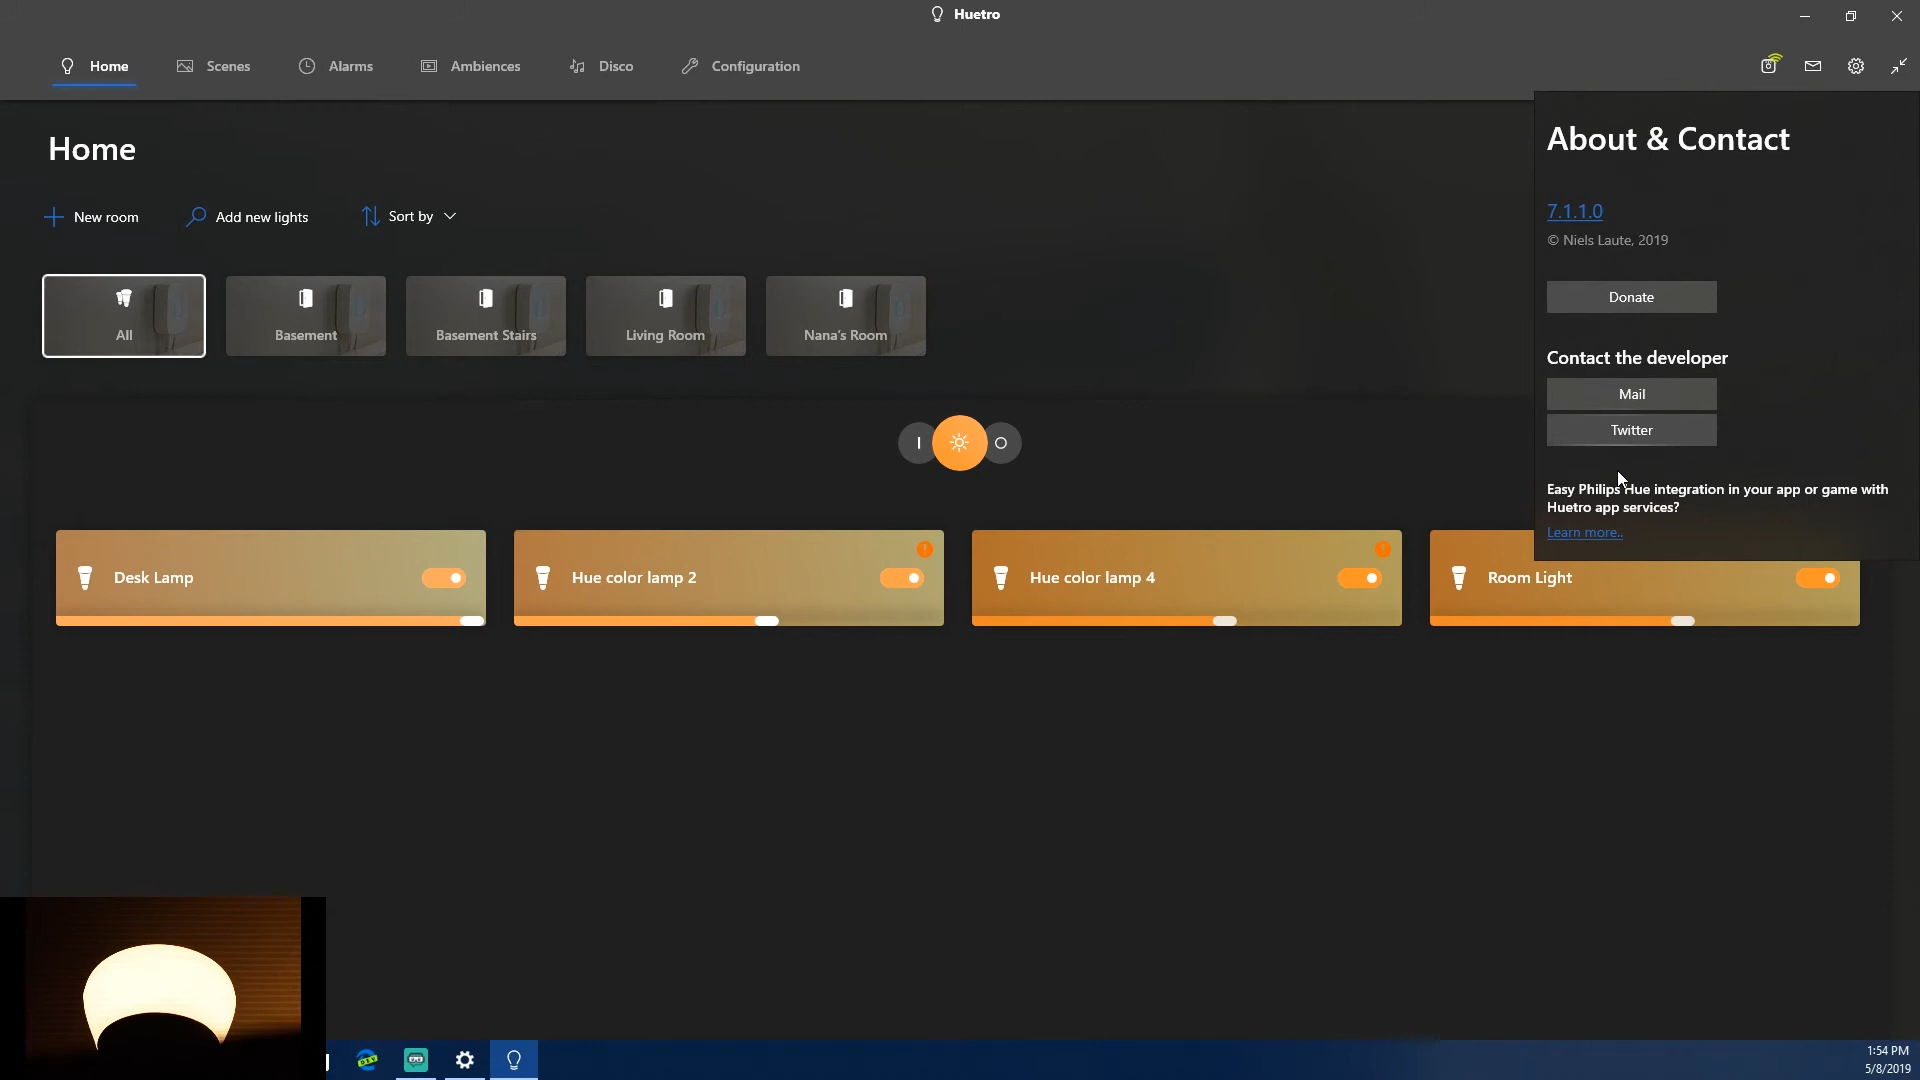 Huetro
Home
Scenes
Alarms
Ambiences
Disco
Configuration
About & Contact
7.1.1.0
© Niels Laute, 2019
Donate
Contact the developer
Mail
Twitter
Easy Philips Hue integration in your app or game with
Huetro app services?
Learn more..
Home
New room
Add new lights
Sort by
All
Basement
Basement Stairs
Living Room
Nana's Room
Desk Lamp
Hue color lamp 2
Hue color lamp 4
Room Light
DEV
1:54 PM
5/8/2019